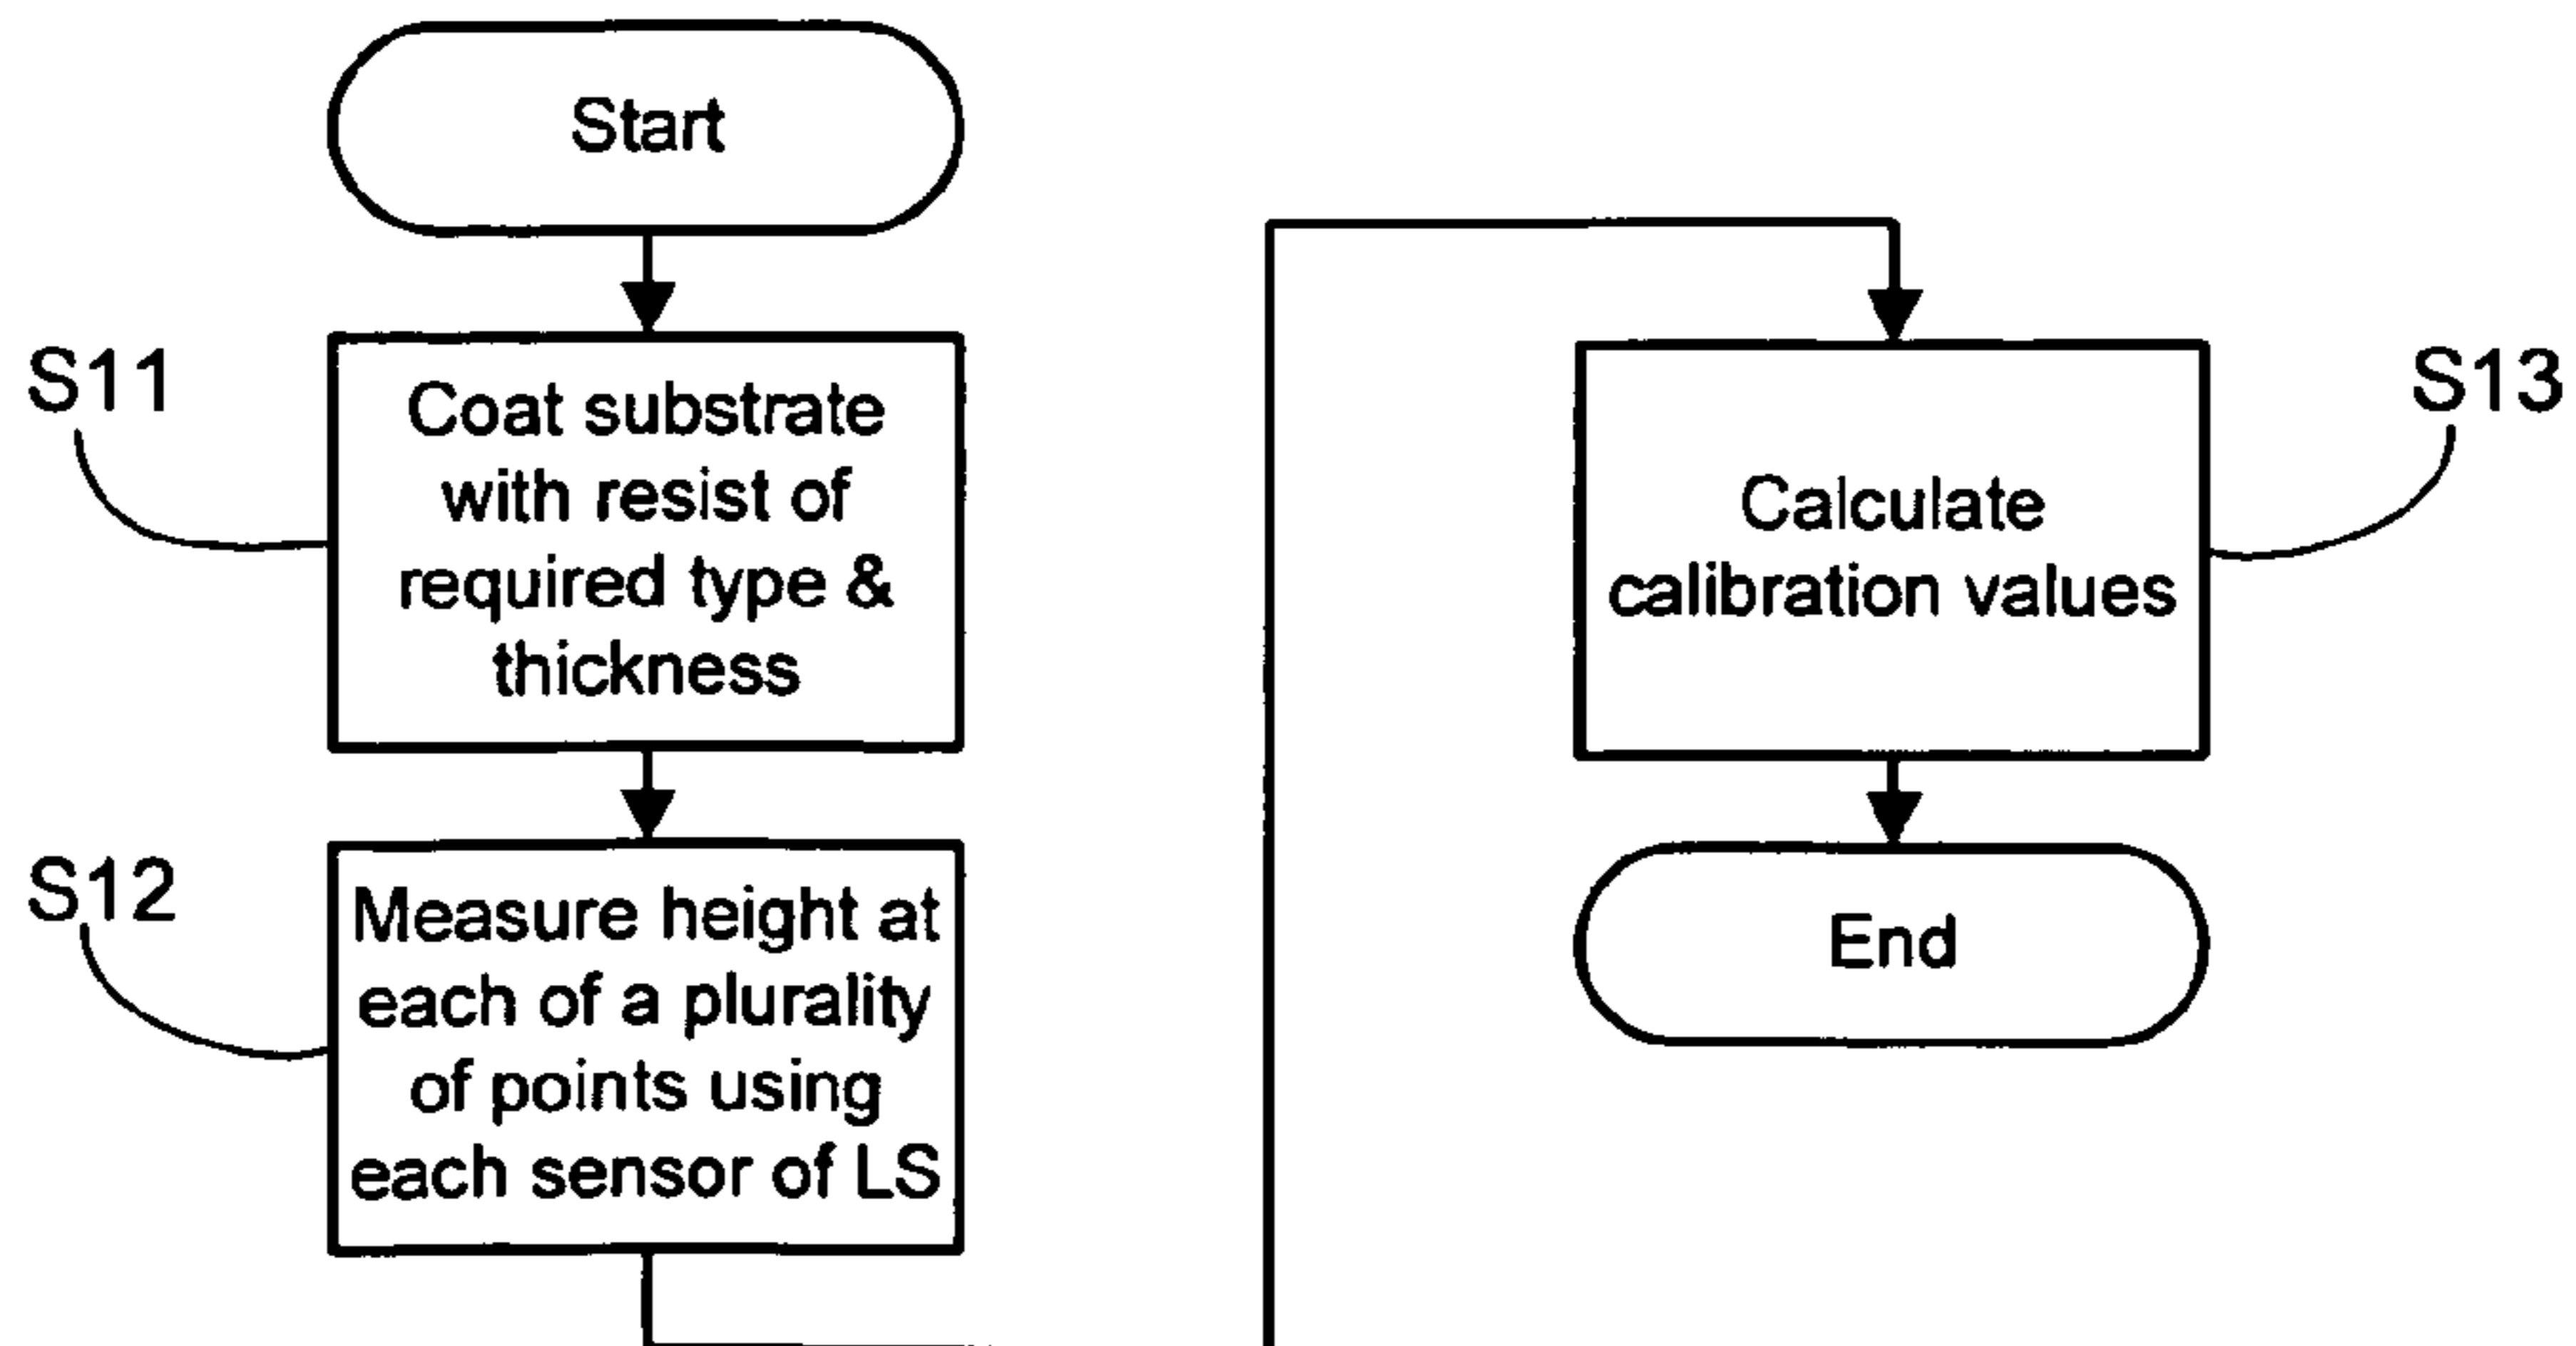 Start
S11
Coat substrate
with resist of
required type &
thickness
S12
Measure height at
each of a plurality
of points using
each sensor of LS
S13
Calculate
calibration values
End